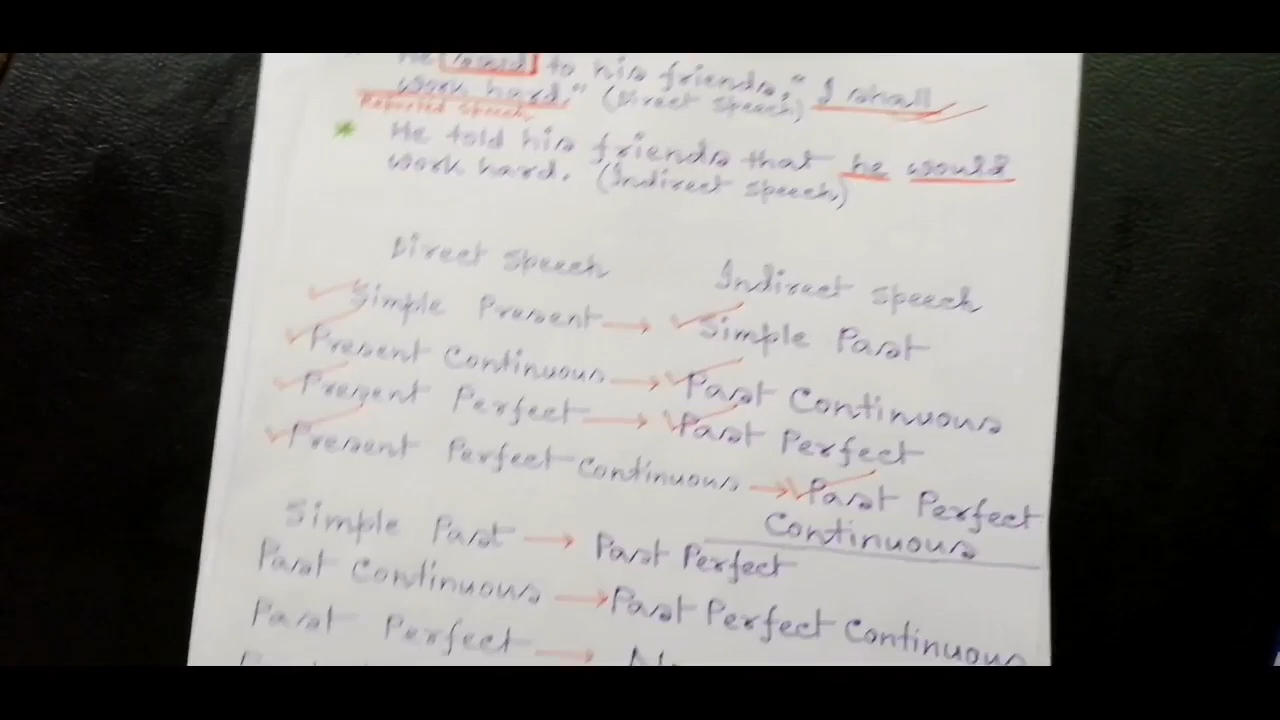 He said to his friends, "I shall
work hard." (Direct Speech)
Reported Speech
* He told his friends that he would
work hard. (Indirect Speech)
Direct Speech Indirect Speech
Simple Present → Simple Past
Present Continuous → Past Continuous
Present Perfect → Past Perfect
Present Perfect Continuous → Past Perfect
Continuous
Simple Past → Past Perfect
Past Continuous → Past Perfect Continuous
Past Perfect →